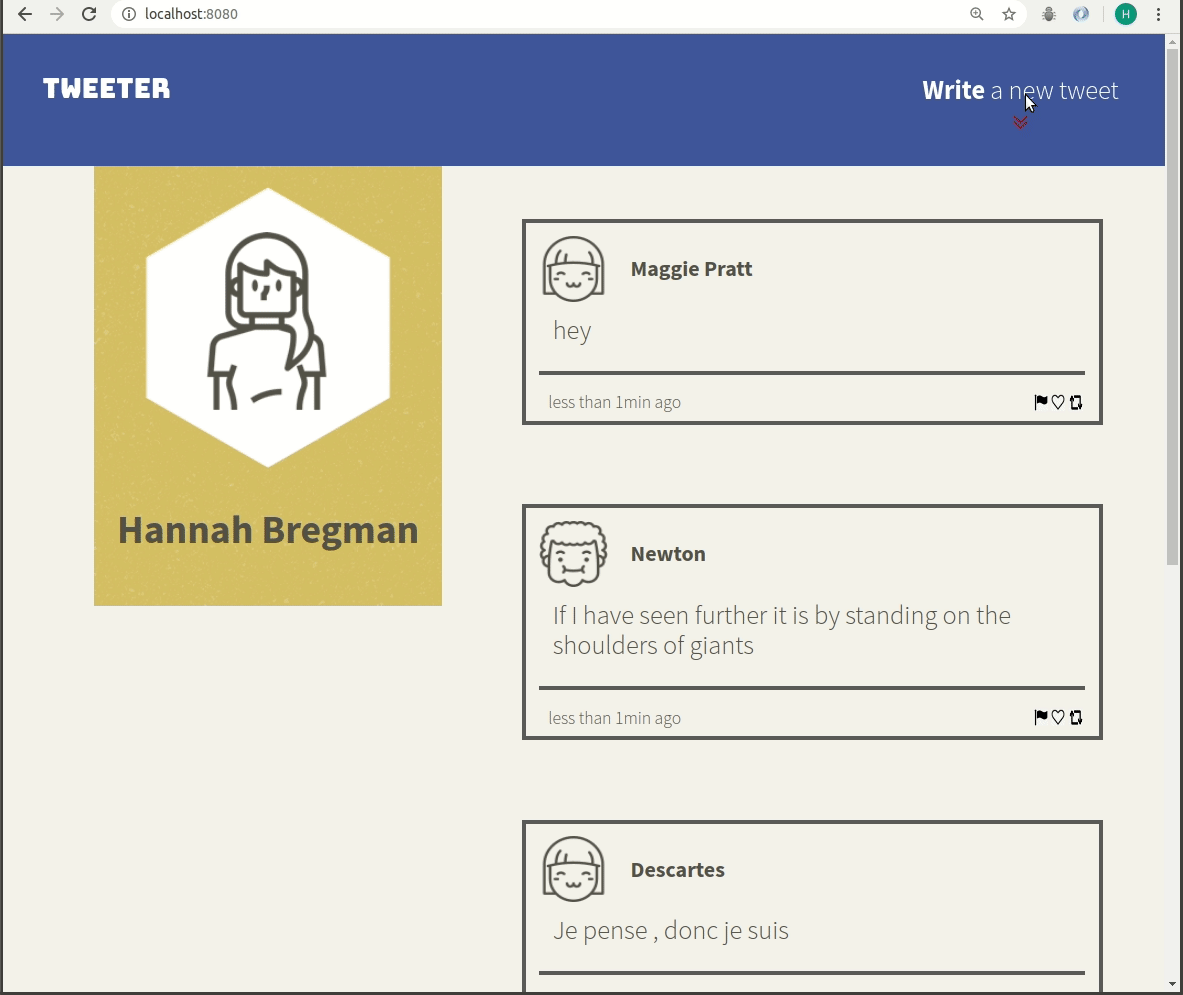 localhost:8080
H
TWEETER
Write a new tweet
Hannah Bregman
Maggie Pratt
hey
less than 1min ago
Newton
If I have seen further it is by standing on the
shoulders of giants
less than 1min ago
Descartes
Je pense , donc je suis